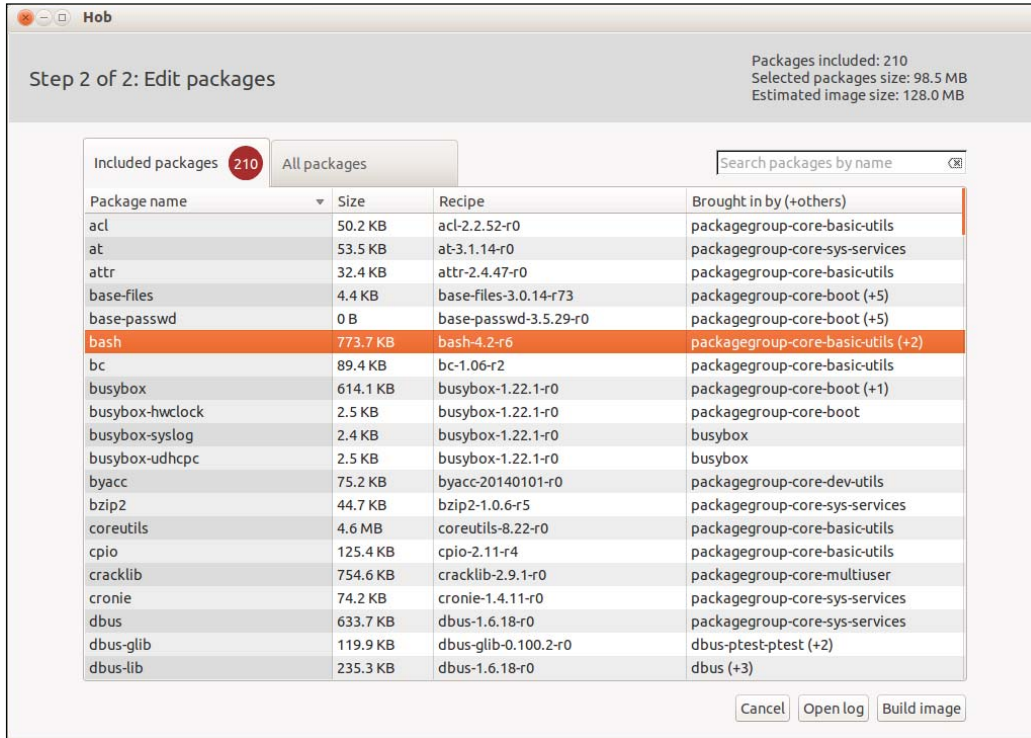 Hob
Step 2 of 2: Edit packages
Packages included: 210
Selected packages size: 98.5 MB
Estimated image size: 128.0 MB
Included packages 210 All packages Search packages by name
Package name Size Recipe Brought in by (+others)
acl 50.2 KB acl-2.2.52-r0 packagegroup-core-basic-utils
at 53.5 KB at-3.1.14-r0 packagegroup-core-sys-services
attr 32.4 KB attr-2.4.47-r0 packagegroup-core-basic-utils
base-files 4.4 KB base-files-3.0.14-r73 packagegroup-core-boot (+5)
base-passwd 0 B base-passwd-3.5.29-r0 packagegroup-core-boot (+5)
bash 773.7 KB bash-4.2-r6 packagegroup-core-basic-utils (+2)
bc 89.4 KB bc-1.06-r2 packagegroup-core-basic-utils
busybox 614.1 KB busybox-1.22.1-r0 packagegroup-core-boot (+1)
busybox-hwclock 2.5 KB busybox-1.22.1-r0 packagegroup-core-boot
busybox-syslog 2.4 KB busybox-1.22.1-r0 busybox
busybox-udhcpc 2.5 KB busybox-1.22.1-r0 busybox
byacc 75.2 KB byacc-20140101-r0 packagegroup-core-dev-utils
bzip2 44.7 KB bzip2-1.0.6-r5 packagegroup-core-sys-services
coreutils 4.6 MB coreutils-8.22-r0 packagegroup-core-basic-utils
cpio 125.4 KB cpio-2.11-r4 packagegroup-core-basic-utils
cracklib 754.6 KB cracklib-2.9.1-r0 packagegroup-core-multiuser
cronie 74.2 KB cronie-1.4.11-r0 packagegroup-core-sys-services
dbus 633.7 KB dbus-1.6.18-r0 packagegroup-core-sys-services
dbus-glib 119.9 KB dbus-glib-0.100.2-r0 dbus-ptest-ptest (+2)
dbus-lib 235.3 KB dbus-1.6.18-r0 dbus (+3)
Cancel Open log Build image